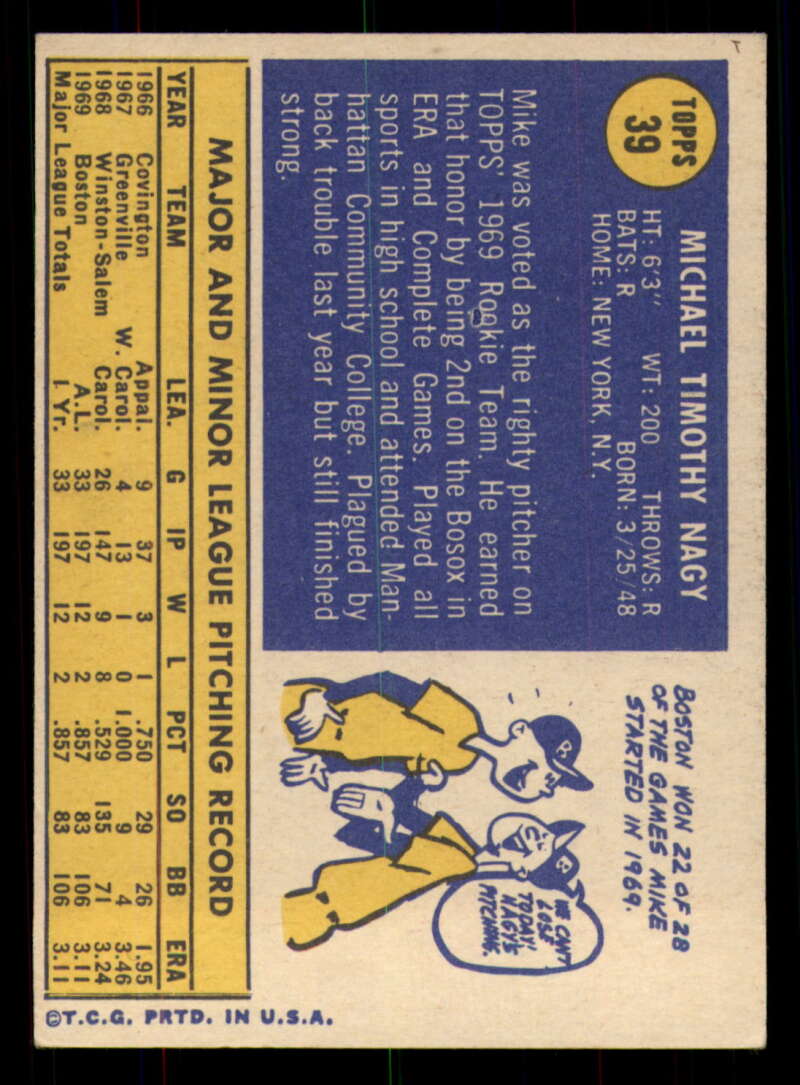 TOPPS
39
MICHAEL TIMOTHY NAGY
HT: 6'3" WT: 200 THROWS: R
BATS: R BORN: 3/25/48
HOME: NEW YORK, N.Y.
Mike was voted as the righty pitcher on
TOPPS' 1969 Rookie Team. He earned
that honor by being 2nd on the Bosox in
ERA and Complete Games. Played all
sports in high school and attended Man-
hattan Community College. Plagued by
back trouble last year but still finished
strong.
BOSTON WON 22 OF 28
OF THE GAMES MIKE
STARTED IN 1969.
B
B
WE CAN'T
LOSE
TODAY!
NAGY'S
PITCHING.
MAJOR AND MINOR LEAGUE PITCHING RECORD
YEAR TEAM LEA. G IP W L PCT SO BB ERA
1966 Covington Appal. 9 37 3 1 .750 29 26 1.95
1967 Greenville W. Carol. 4 13 1 0 1.000 9 4 3.46
1968 Winston-Salem Carol. 26 147 9 8 .529 135 71 3.24
1969 Boston A.L. 33 197 12 2 .857 83 106 3.11
Major League Totals 1 Yr. 33 197 12 2 .857 83 106 3.11
©T.C.G. PRTD. IN U.S.A.